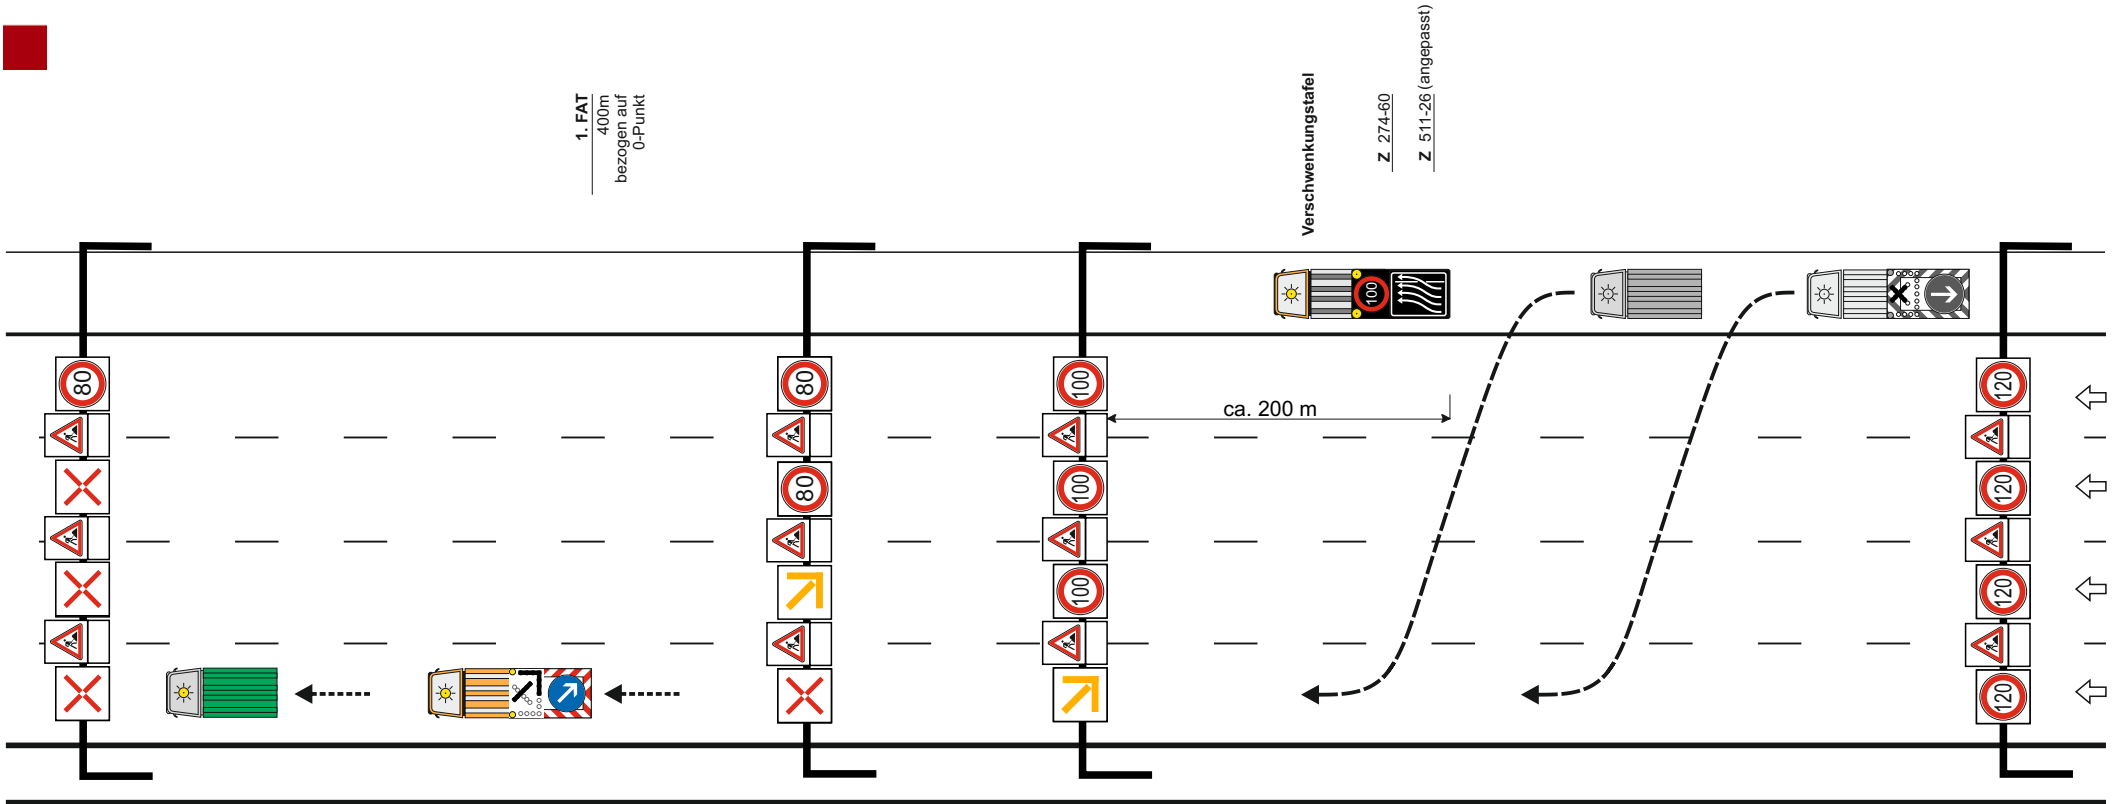 1. FAT
400m
bezogen auf
0-Punkt
Verschwenkungstafel
Z 274-60
Z 511-26 (angepasst)
100
80
80
100
120
ca. 200 m
80
100
120
100
120
120